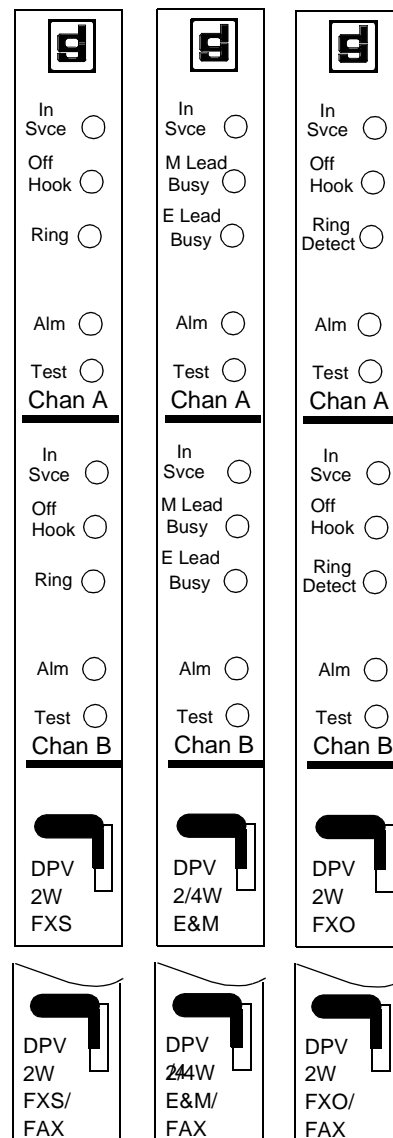 In
Svce
Off
Hook
Ring
Alm
Test
Chan A
In
Svce
Off
Hook
Ring
Alm
Test
Chan B
DPV
2W
FXS
In
Svce
M Lead
Busy
E Lead
Busy
Alm
Test
Chan A
In
Svce
M Lead
Busy
E Lead
Busy
Alm
Test
Chan B
DPV
2/4W
E&M
In
Svce
Off
Hook
Ring
Detect
Alm
Test
Chan A
In
Svce
Off
Hook
Ring
Detect
Alm
Test
Chan B
DPV
2W
FXO
DPV
2W
FXS/
FAX
DPV
2/4W
E&M/
FAX
DPV
2W
FXO/
FAX